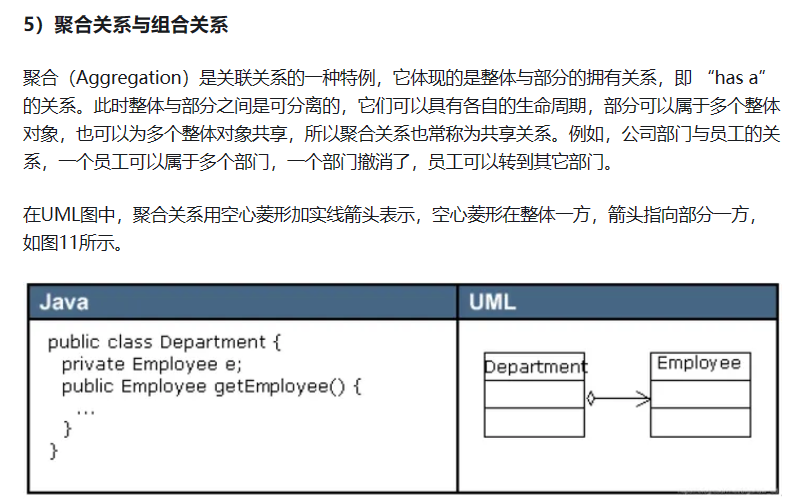 5）聚合关系与组合关系
聚合（Aggregation）是关联关系的一种特例，它体现的是整体与部分的拥有关系，即 “has a”
的关系。此时整体与部分之间是可分离的，它们可以具有各自的生命周期，部分可以属于多个整体
对象，也可以为多个整体对象共享，所以聚合关系也常称为共享关系。例如，公司部门与员工的关
系，一个员工可以属于多个部门，一个部门撤消了，员工可以转到其它部门。
在UML图中，聚合关系用空心菱形加实线箭头表示，空心菱形在整体一方，箭头指向部分一方，
如图11所示。
Java
UML
public class Department {
private Employee e;
public Employee getEmployee() {
...
}
}
Department
Employee